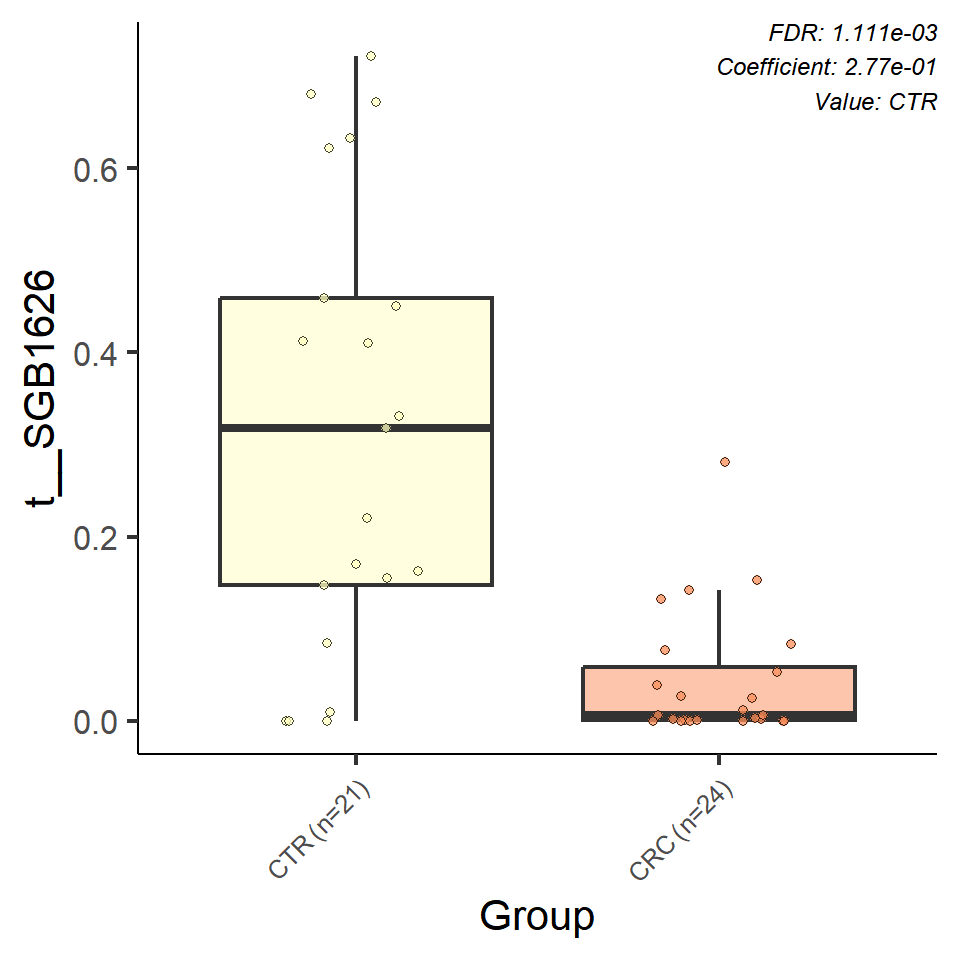 FDR: 1.111e-03
Coefficient: 2.77e-01
Value: CTR
0.6
0.4
0.2
0.0
t__SGB1626
CTR (n=21)
CRC (n=24)
Group